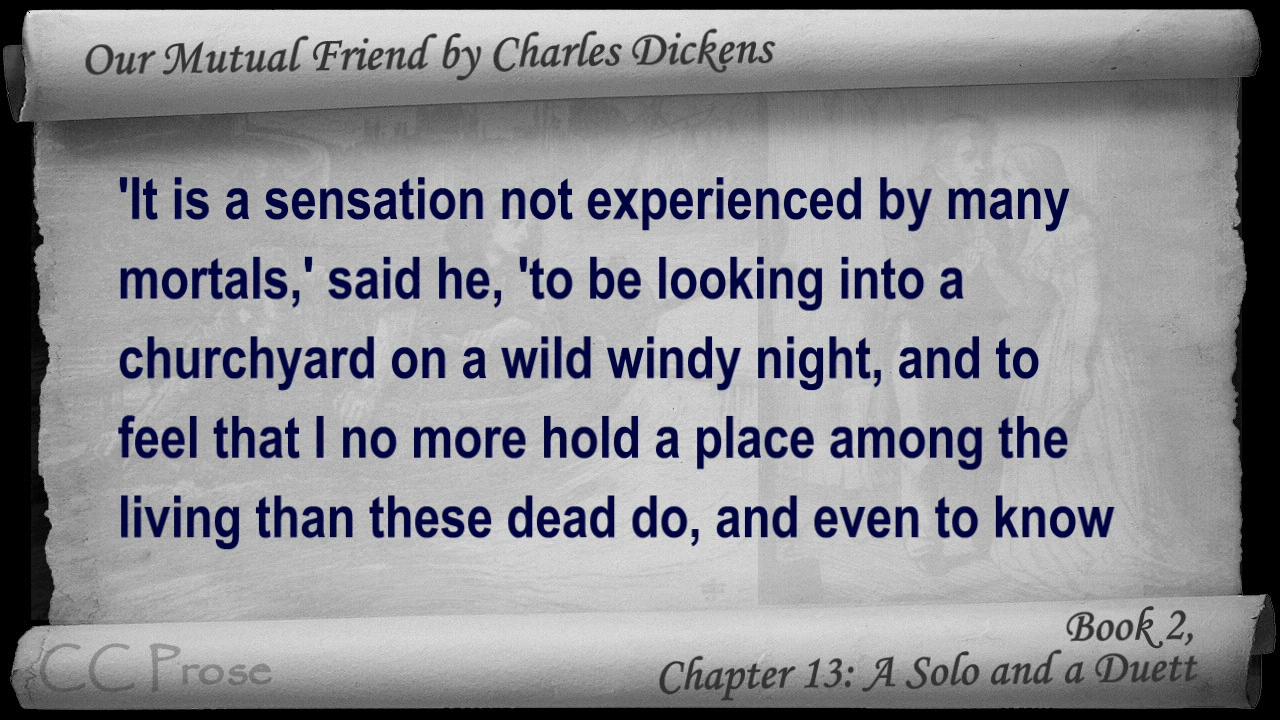 Our Mutual Friend by Charles Dickens
'It is a sensation not experienced by many
mortals,' said he, 'to be looking into a
churchyard on a wild windy night, and to
feel that I no more hold a place among the
living than these dead do, and even to know
Book 2,
CC Prose
Chapter 13: A Solo and a Duett